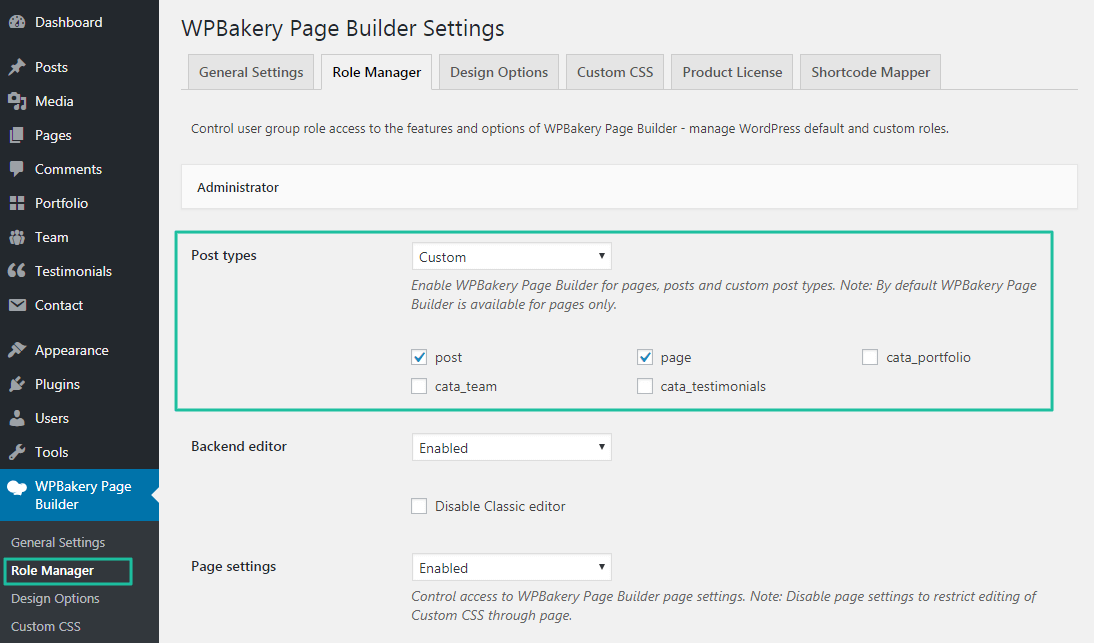 Dashboard
Posts
Media
Pages
Comments
Portfolio
Team
Testimonials
Contact
Appearance
Plugins
Users
Tools
WPBakery Page
Builder
General Settings
Role Manager
Design Options
Custom CSS
WPBakery Page Builder Settings
General Settings Role Manager Design Options Custom CSS Product License Shortcode Mapper
Control user group role access to the features and options of WPBakery Page Builder - manage WordPress default and custom roles.
Administrator
Post types Custom
Enable WPBakery Page Builder for pages, posts and custom post types. Note: By default WPBakery Page
Builder is available for pages only.
post page cata_portfolio
cata_team cata_testimonials
Backend editor Enabled
Disable Classic editor
Page settings Enabled
Control access to WPBakery Page Builder page settings. Note: Disable page settings to restrict editing of
Custom CSS through page.